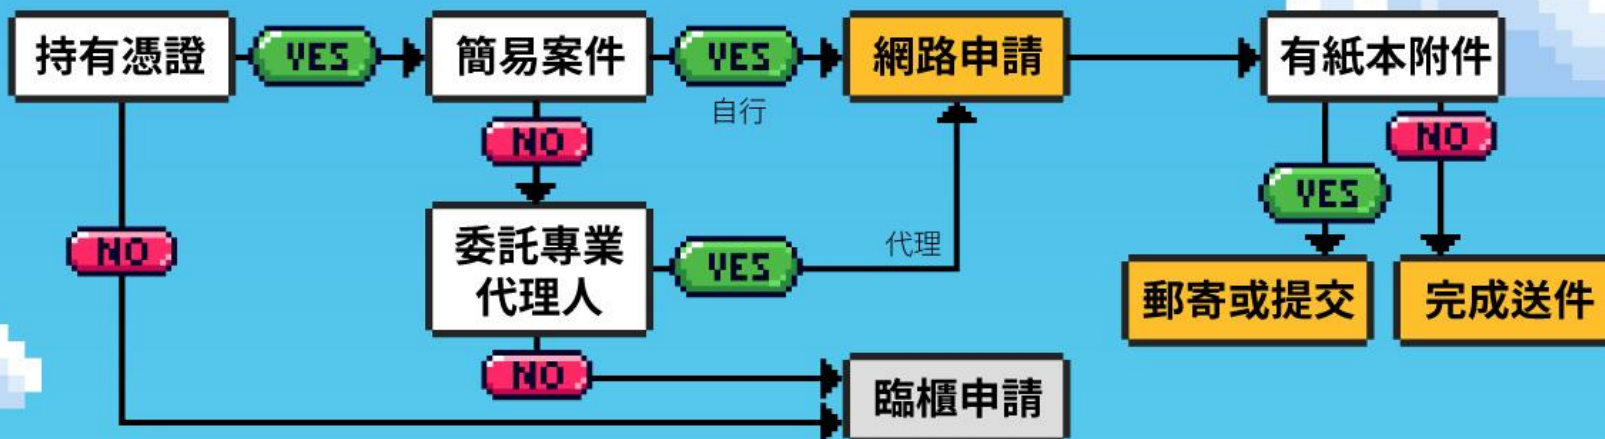 持有憑證
YES
簡易案件
YES
自行
網路申請
有紙本附件
NO
NO
YES
委託專業
代理人
YES
代理
NO
郵寄或提交
完成送件
NO
臨櫃申請